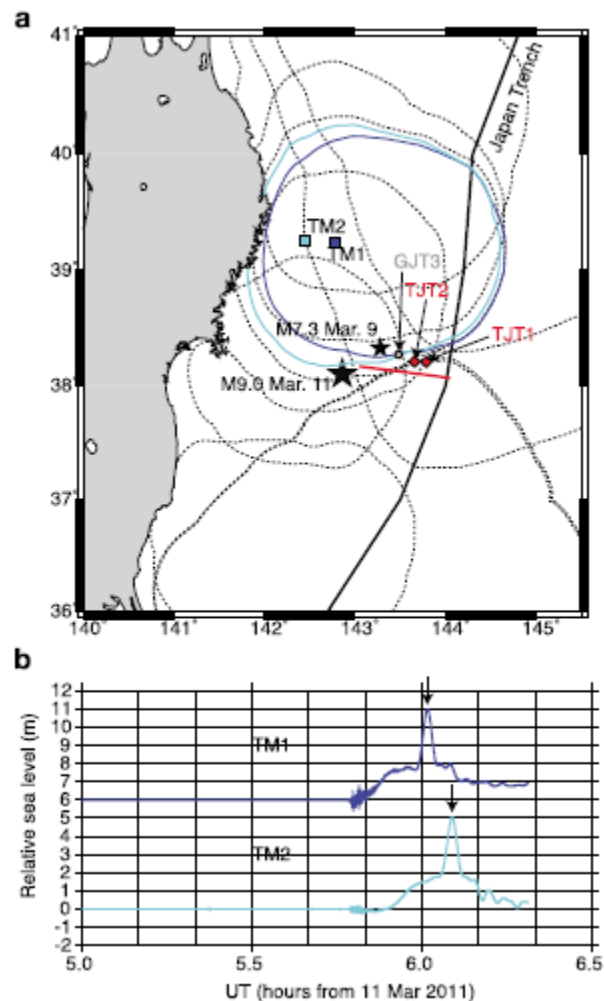 a
41°
40°
39°
38°
37°
36°
140°
141°
142°
143°
144°
145°
Japan Trench
TM2
TM1
GJT3
TJT2
M7.3 Mar. 9
TJT1
M9.0 Mar. 11
b
12
11
10
9
8
7
6
5
4
3
2
1
0
-1
-2
Relative sea level (m)
TM1
TM2
5.0
5.5
6.0
6.5
UT (hours from 11 Mar 2011)